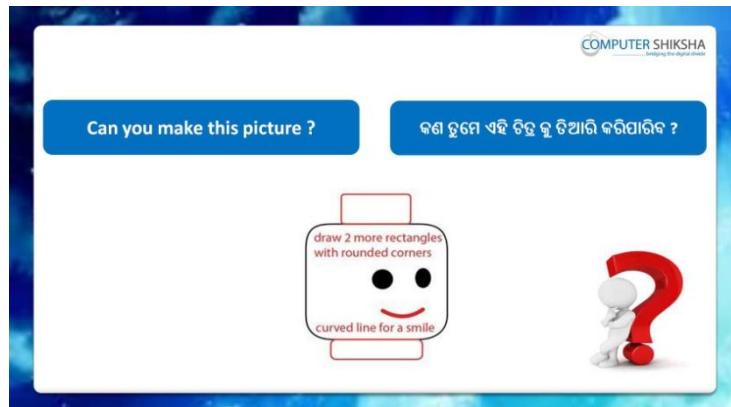 COMPUTER SHIKSHA
bridging the digital divide
Can you make this picture ?
କଣ ତୁମେ ଏହି ଚିତ୍ର କୁ ତିଆରି କରିପାରିବ ?
draw 2 more rectangles
with rounded corners
curved line for a smile